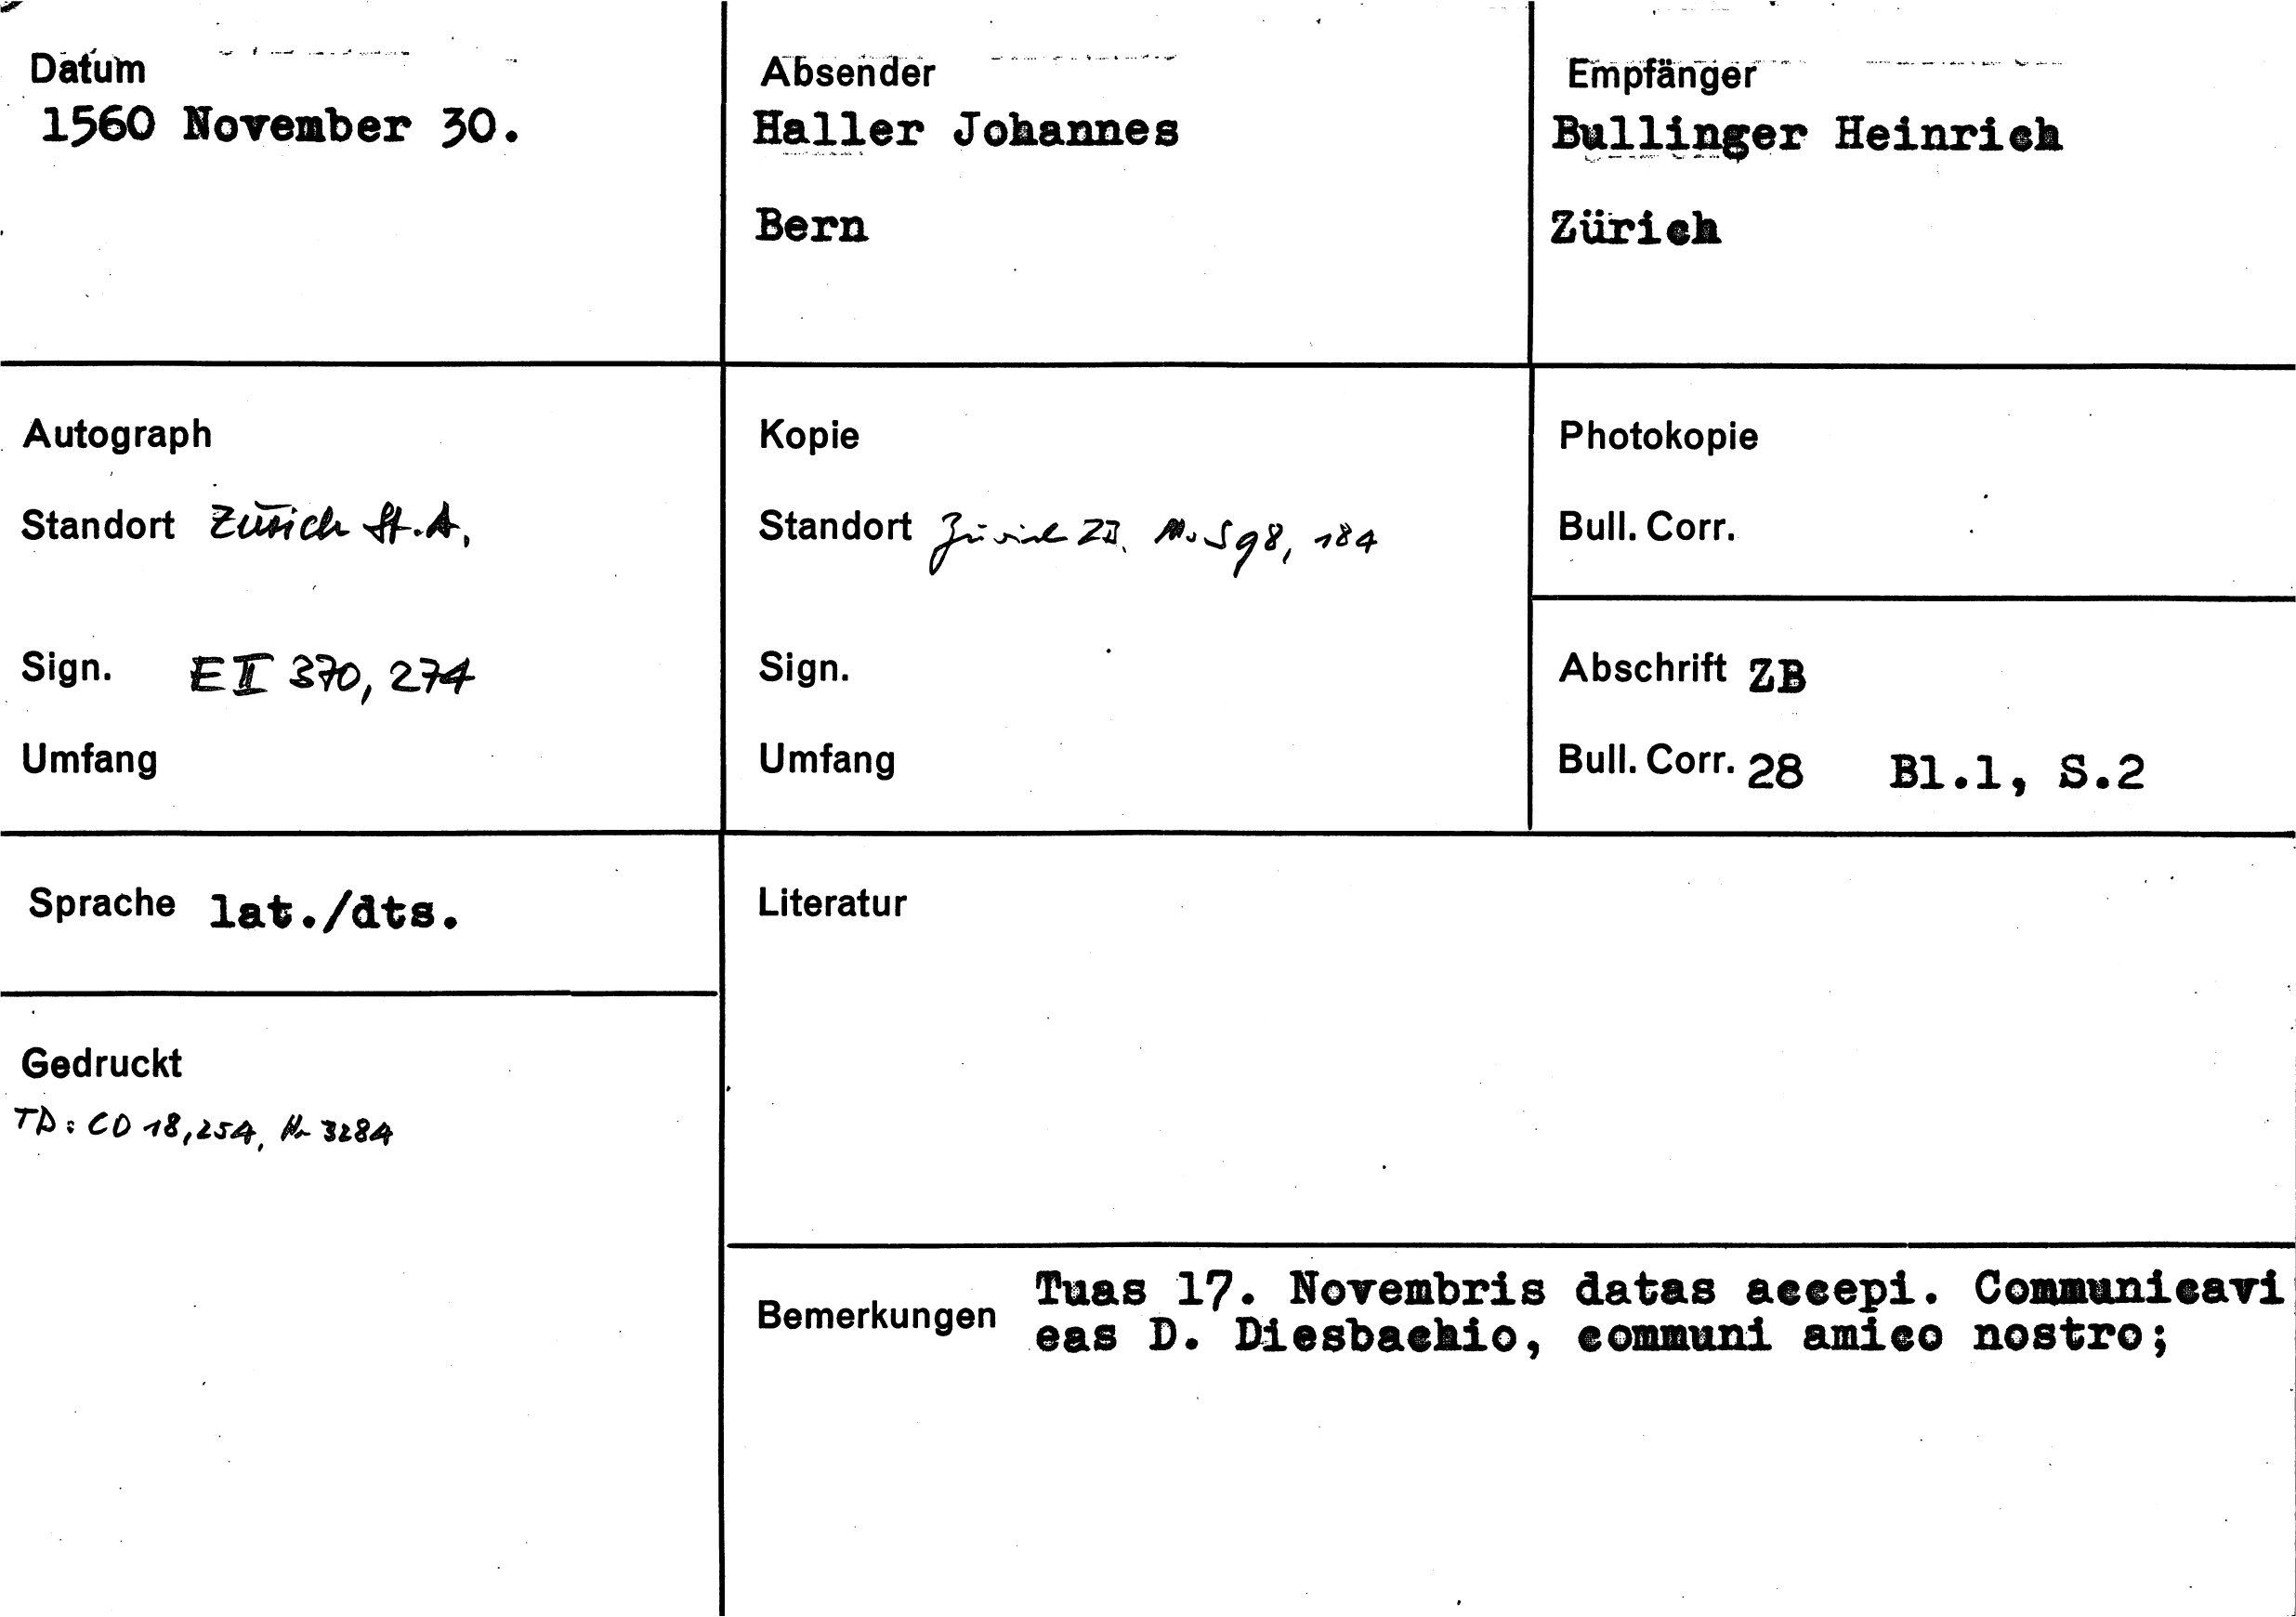 Datum
1560 November 30.
Absender
Haller Johannes
Bern
Empfänger
Bullinger Heinrich
Zürich
Autograph
Standort Zürich St.A.
Sign. E II 370, 274
Umfang
Kopie
Standort Zürich ZB. Ms S 98, 184
Sign.
Umfang
Photokopie
Bull. Corr.
Abschrift ZB
Bull. Corr. 28 Bl.1, S.2
Sprache lat./dts.
Gedruckt
TD: CO 18, 254, Nr 3284
Literatur
Bemerkungen
Tuas 17. Novembris datas accepi. Communicavi
eas D. Diesbachio, communi amico nostro;